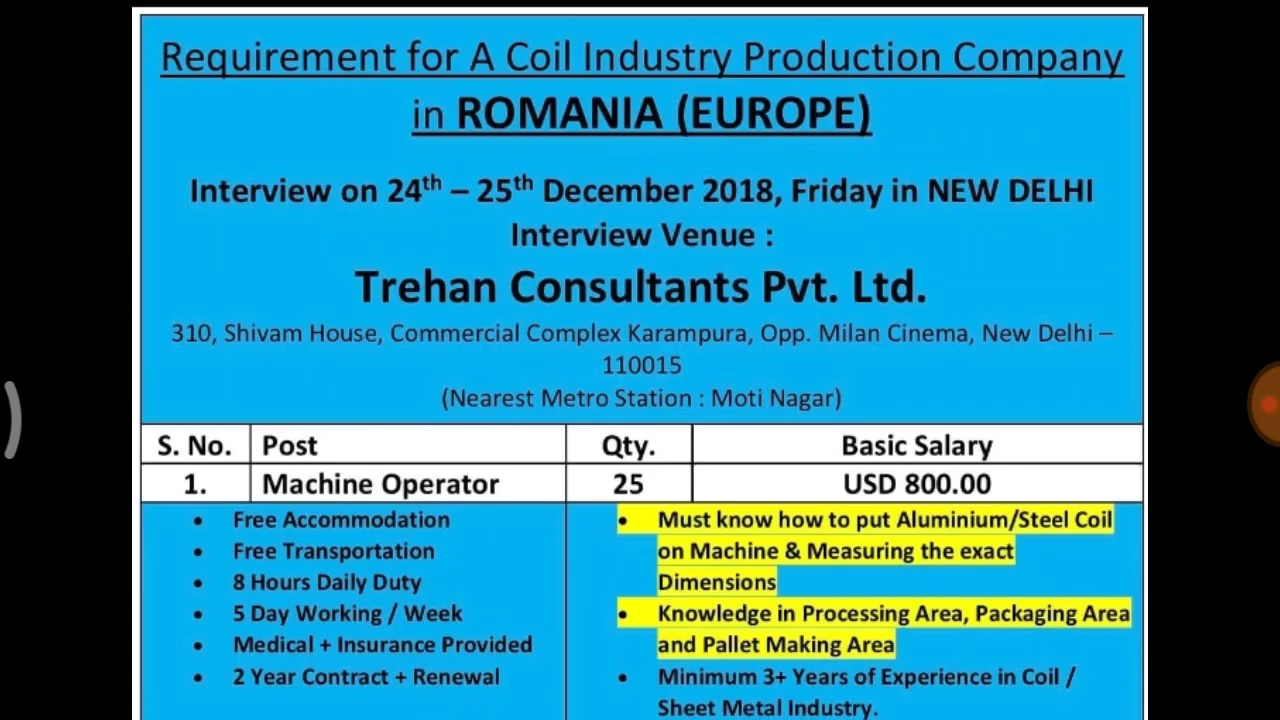 Requirement for A Coil Industry Production Company
in ROMANIA (EUROPE)
Interview on 24th – 25th December 2018, Friday in NEW DELHI
Interview Venue :
Trehan Consultants Pvt. Ltd.
310, Shivam House, Commercial Complex Karampura, Opp. Milan Cinema, New Delhi –
110015
(Nearest Metro Station : Moti Nagar)
S. No. Post Qty. Basic Salary
1. Machine Operator 25 USD 800.00
• Free Accommodation
• Free Transportation
• 8 Hours Daily Duty
• 5 Day Working / Week
• Medical + Insurance Provided
• 2 Year Contract + Renewal
• Must know how to put Aluminium/Steel Coil
on Machine & Measuring the exact
Dimensions
• Knowledge in Processing Area, Packaging Area
and Pallet Making Area
• Minimum 3+ Years of Experience in Coil /
Sheet Metal Industry.